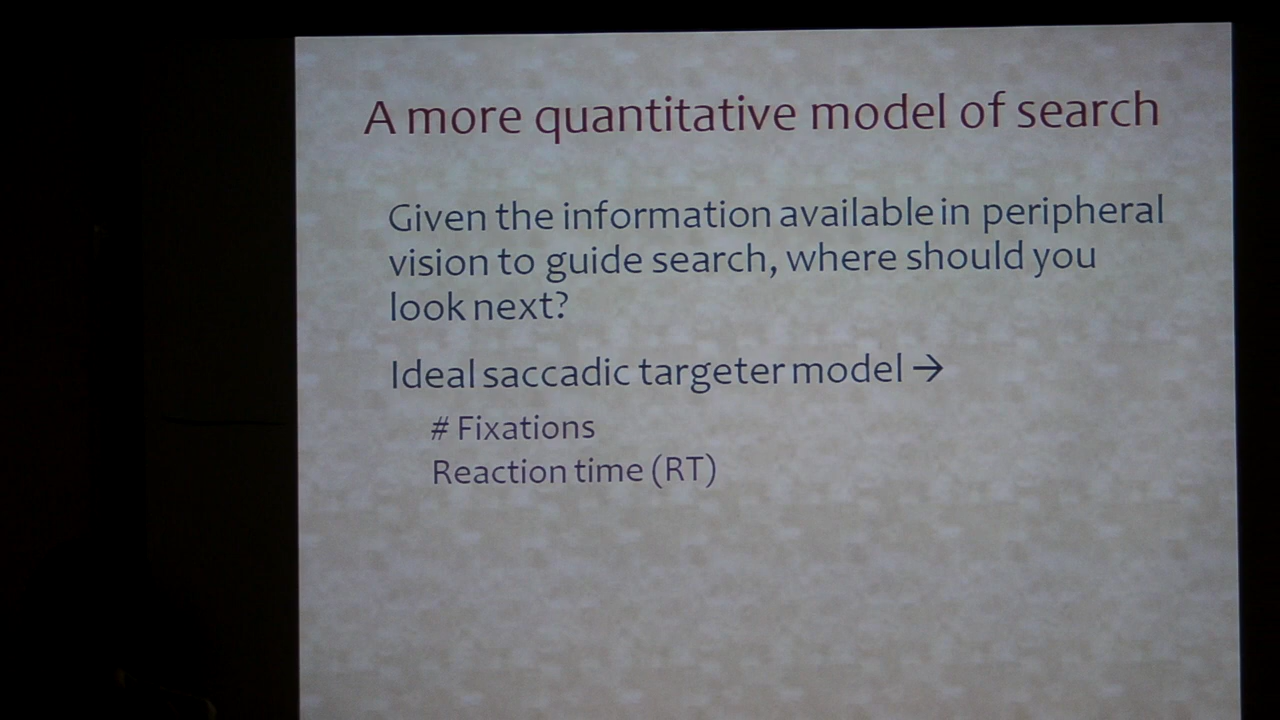 A more quantitative model of search
Given the information available in peripheral
vision to guide search, where should you
look next?
Ideal saccadic targeter model →
# Fixations
Reaction time (RT)